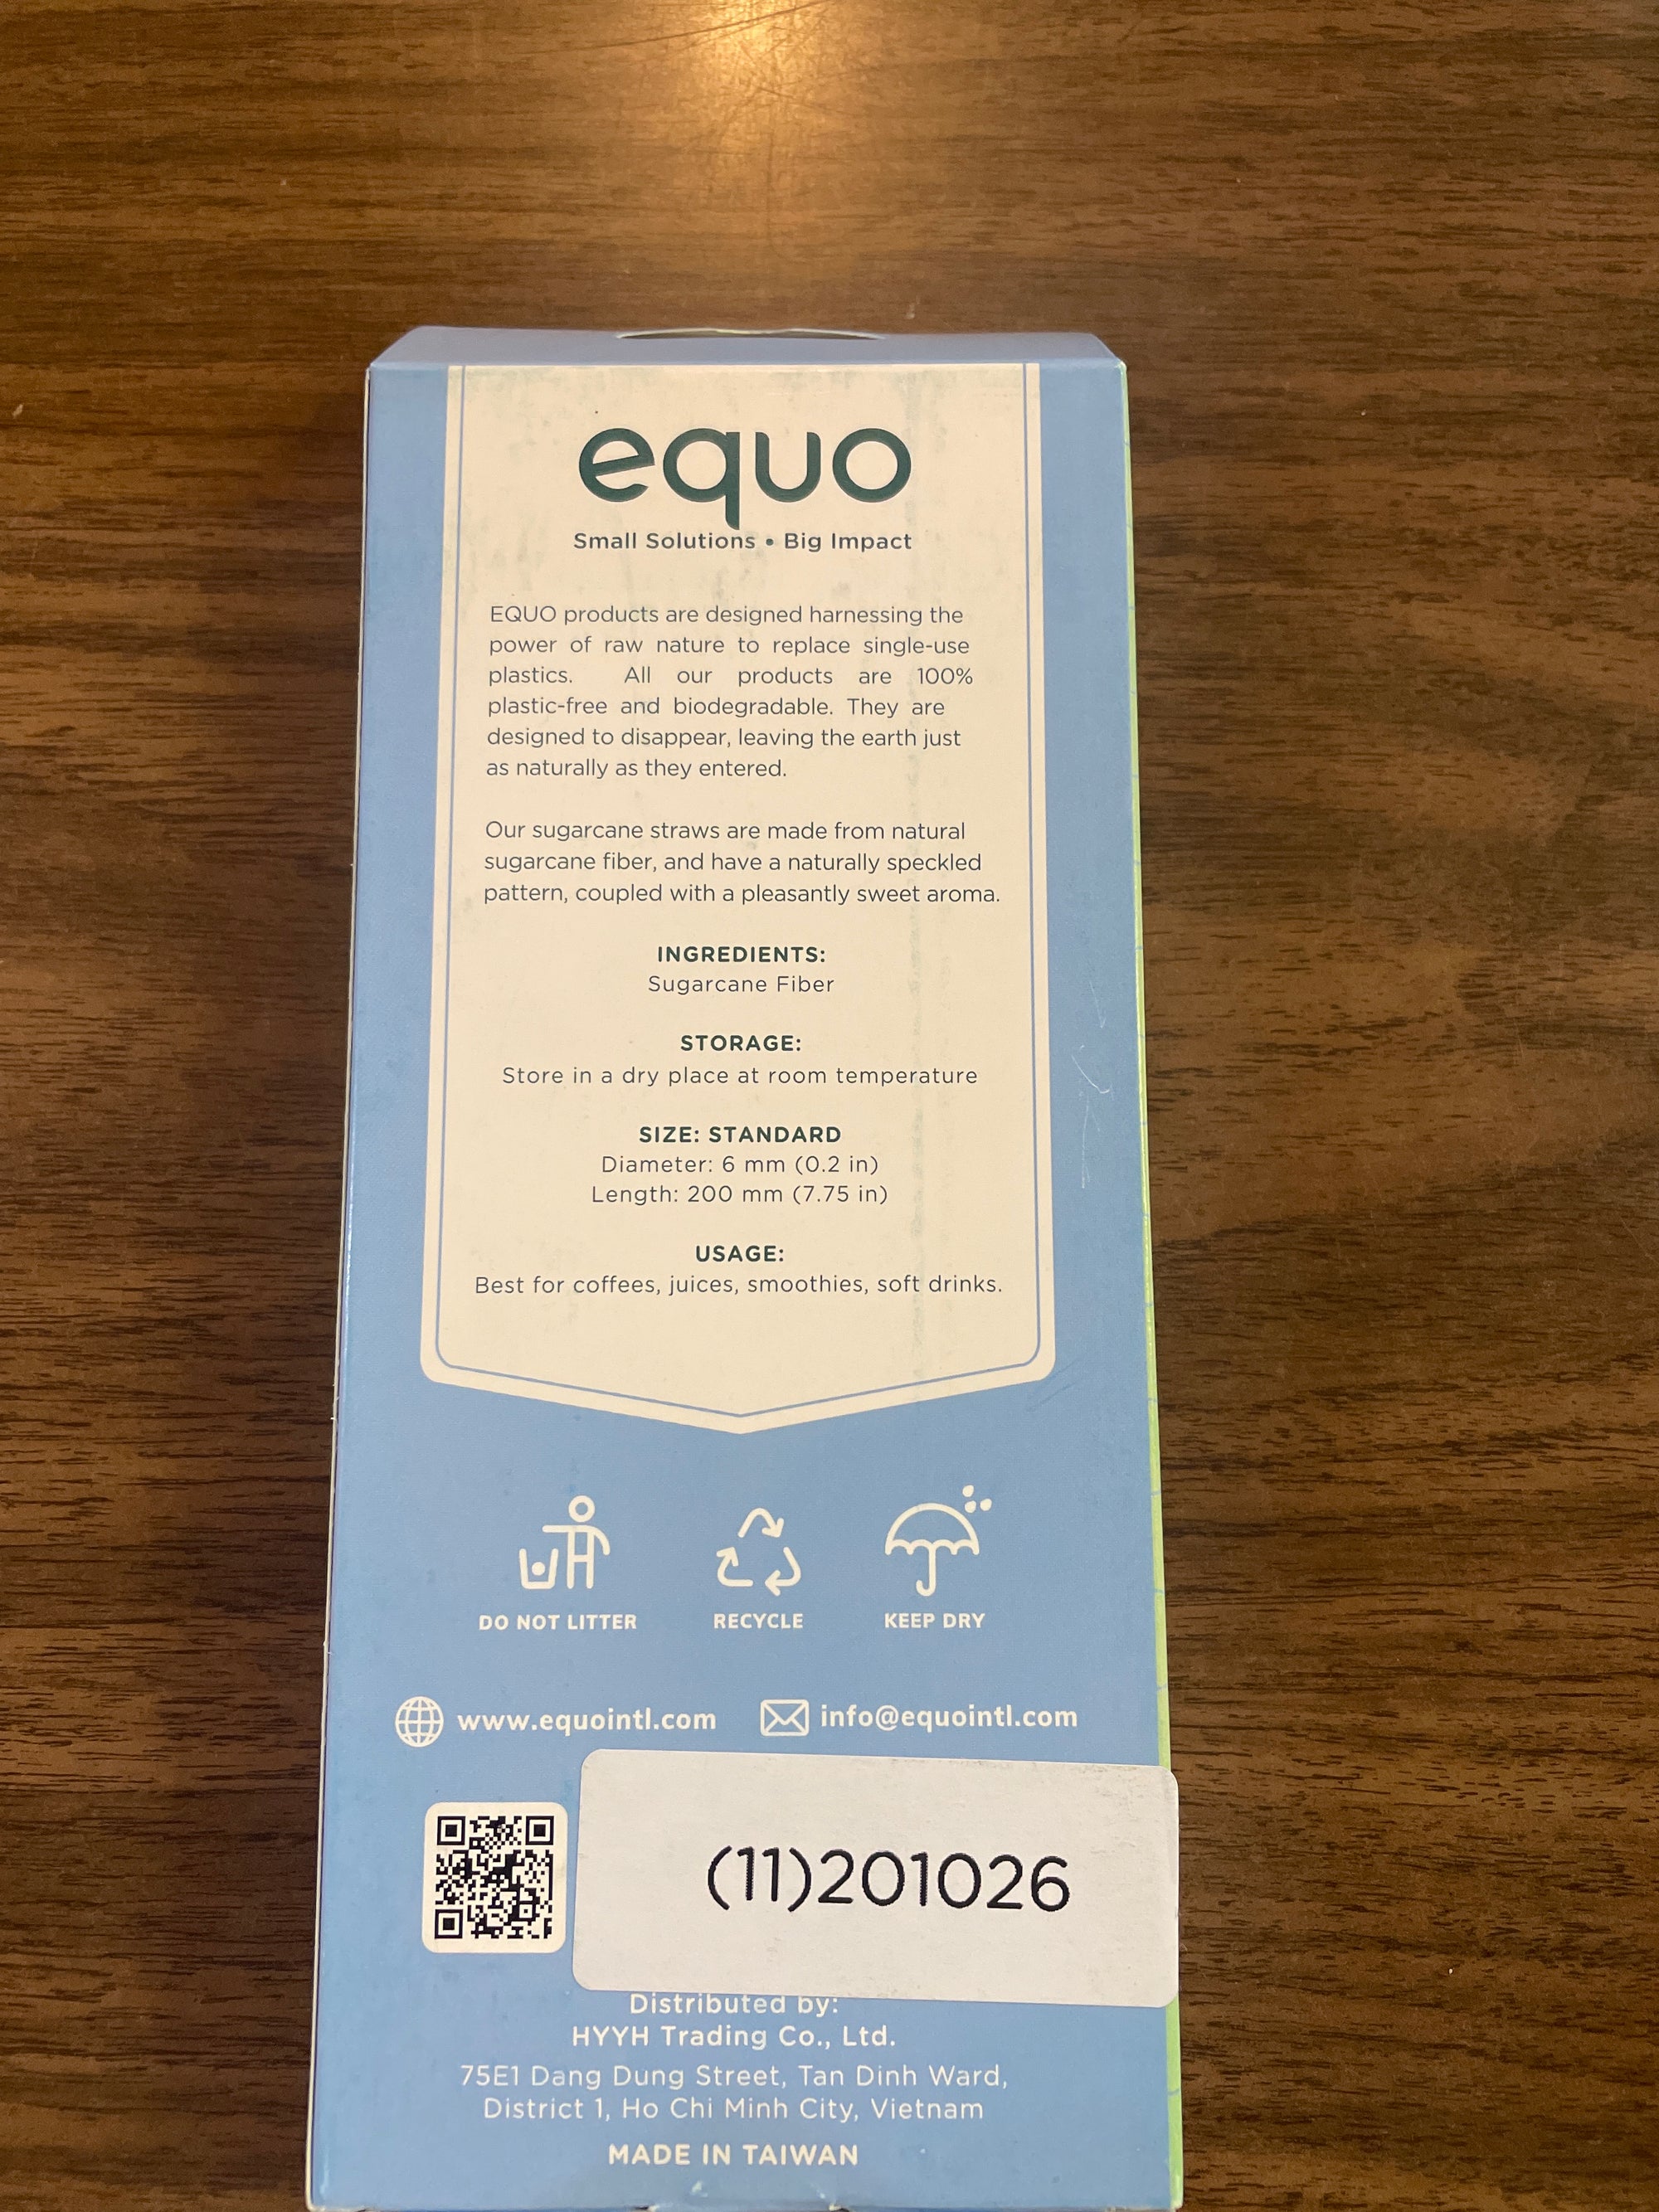 equo
Small Solutions • Big Impact
EQUO products are designed harnessing the
power of raw nature to replace single-use
plastics. All our products are 100%
plastic-free and biodegradable. They are
designed to disappear, leaving the earth just
as naturally as they entered.
Our sugarcane straws are made from natural
sugarcane fiber, and have a naturally speckled
pattern, coupled with a pleasantly sweet aroma.
INGREDIENTS:
Sugarcane Fiber
STORAGE:
Store in a dry place at room temperature
SIZE: STANDARD
Diameter: 6 mm (0.2 in)
Length: 200 mm (7.75 in)
USAGE:
Best for coffees, juices, smoothies, soft drinks.
DO NOT LITTER RECYCLE KEEP DRY
www.equointl.com info@equointl.com
(11)201026
Distributed by:
HYYH Trading Co., Ltd.
75E1 Dang Dung Street, Tan Dinh Ward,
District 1, Ho Chi Minh City, Vietnam
MADE IN TAIWAN